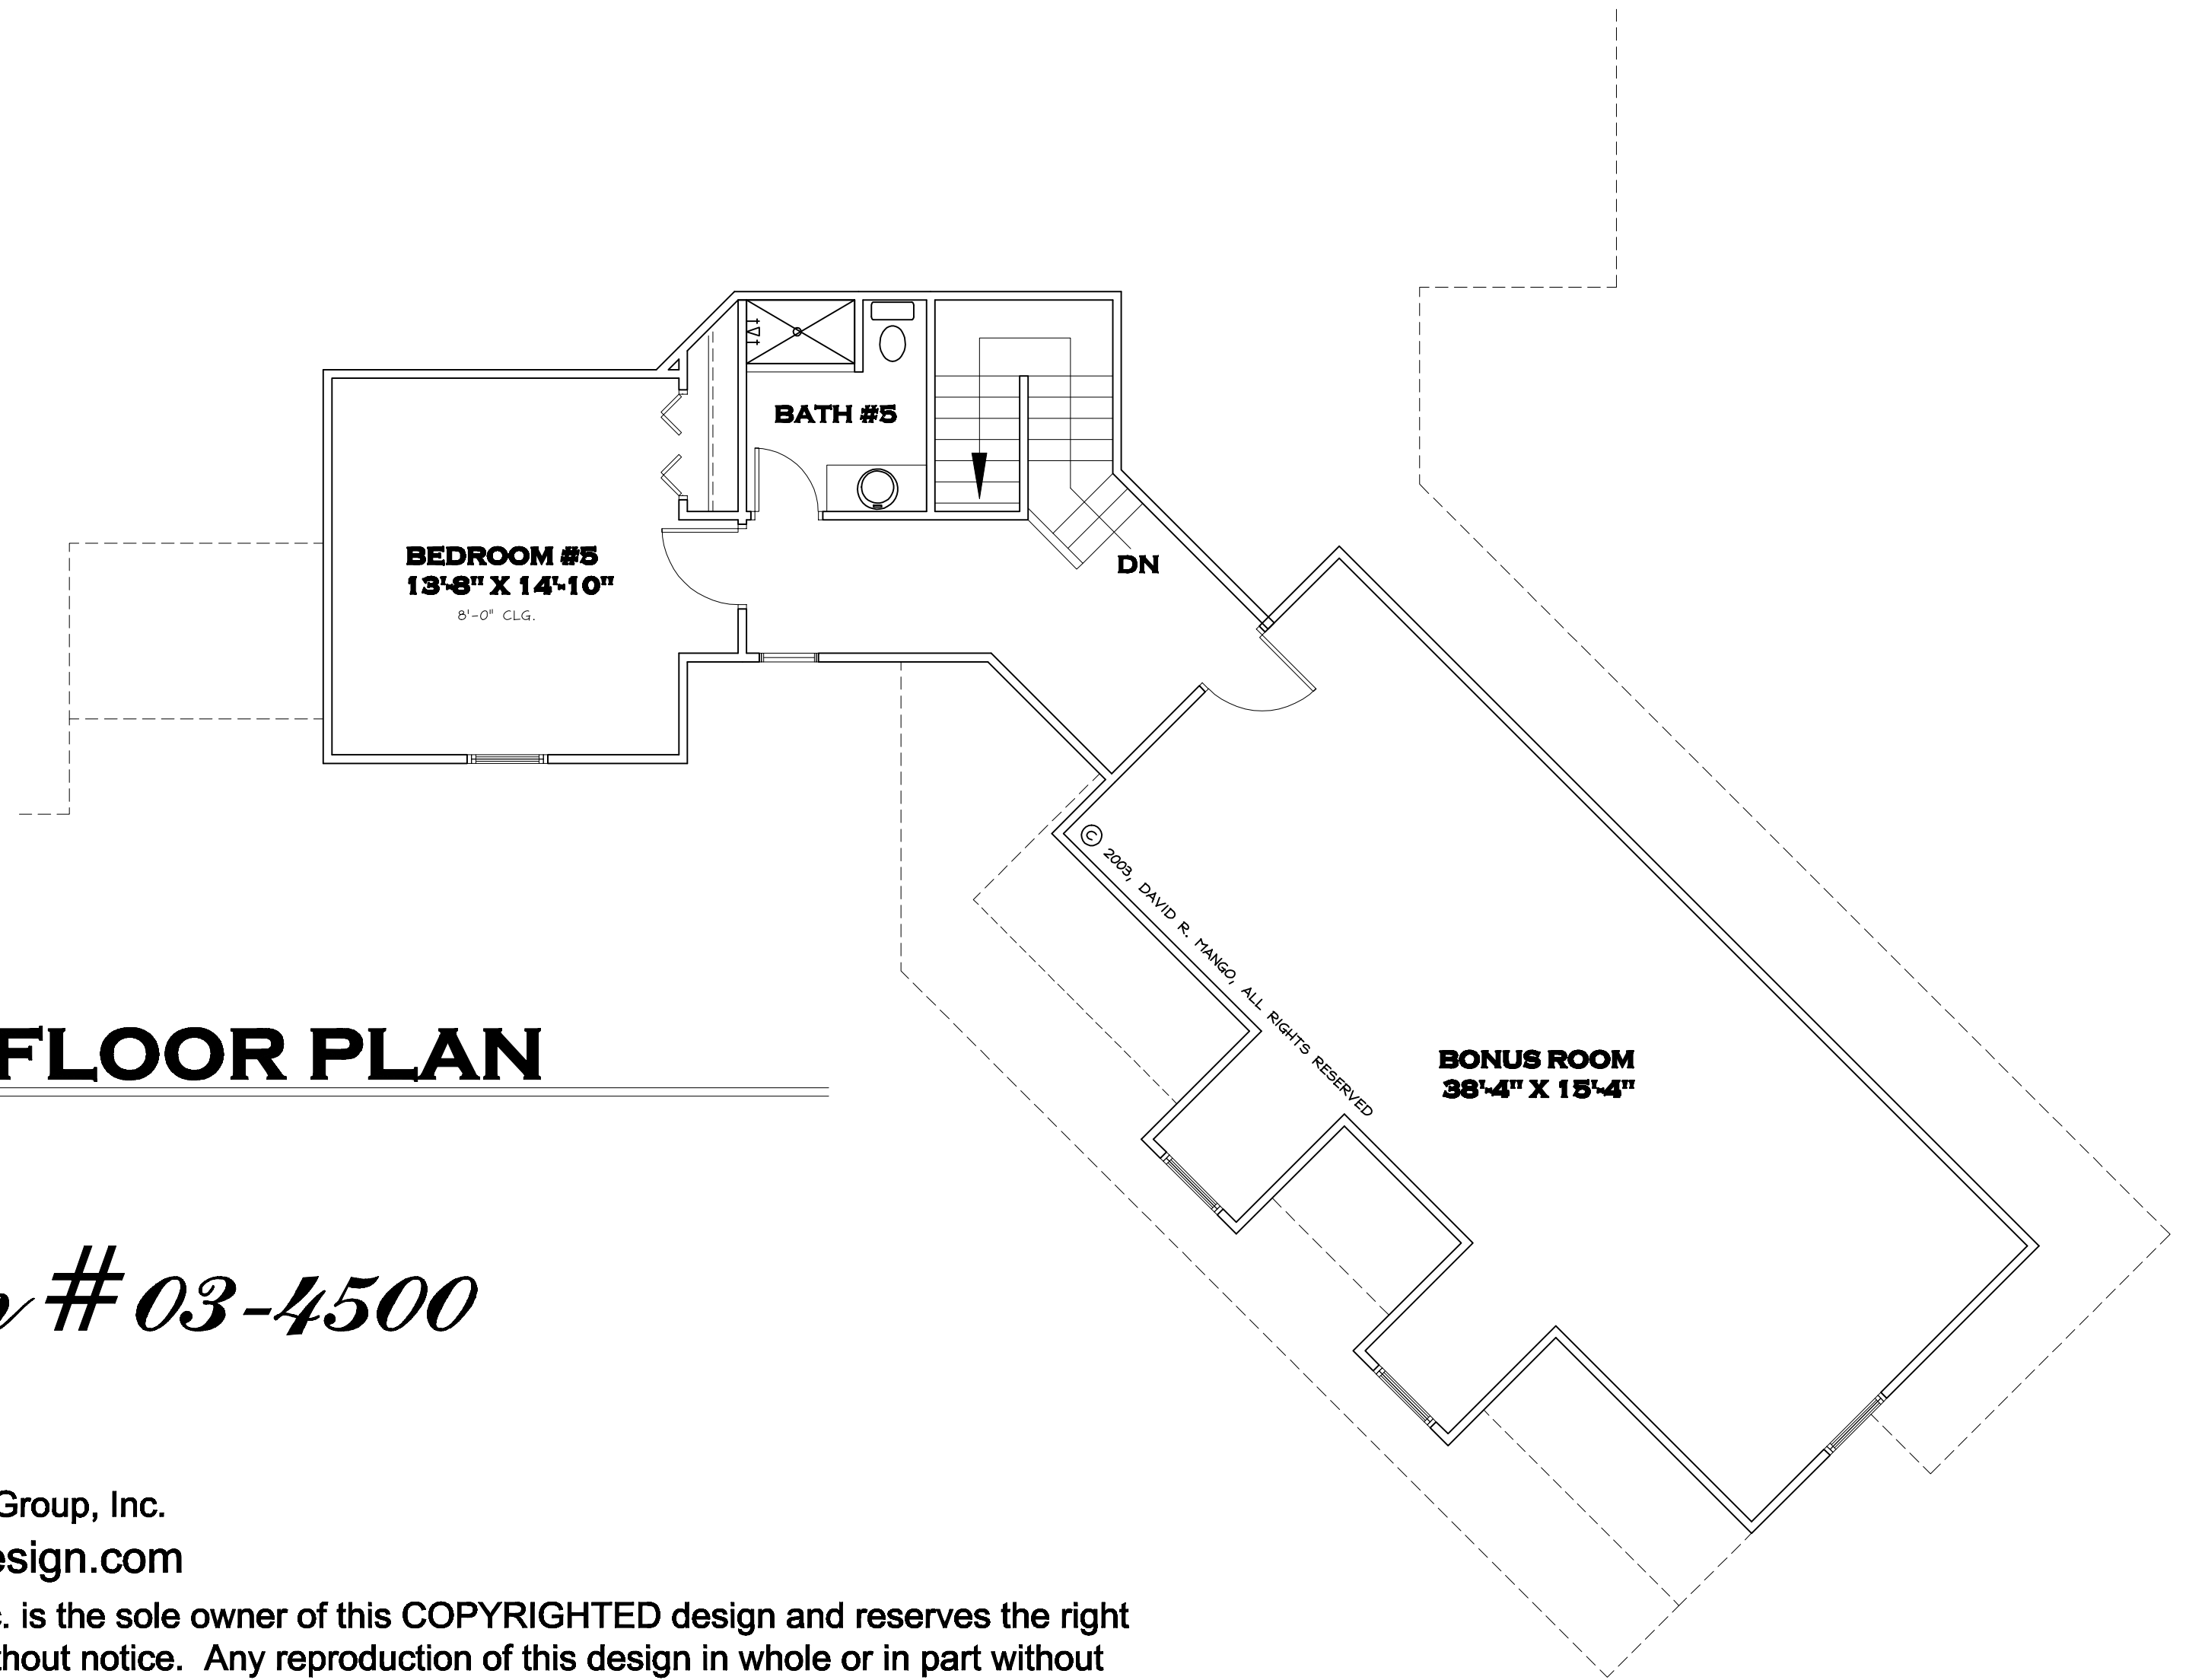 BATH #5
BEDROOM #5
13'-8" X 14'-10"
8'-0" CLG.
DN
© 2003, DAVID R. MANGO, ALL RIGHTS RESERVED
BONUS ROOM
38'-4" X 15'-4"
FLOOR PLAN
#03-4500
Group, Inc.
esign.com
c. is the sole owner of this COPYRIGHTED design and reserves the right
thout notice.  Any reproduction of this design in whole or in part without